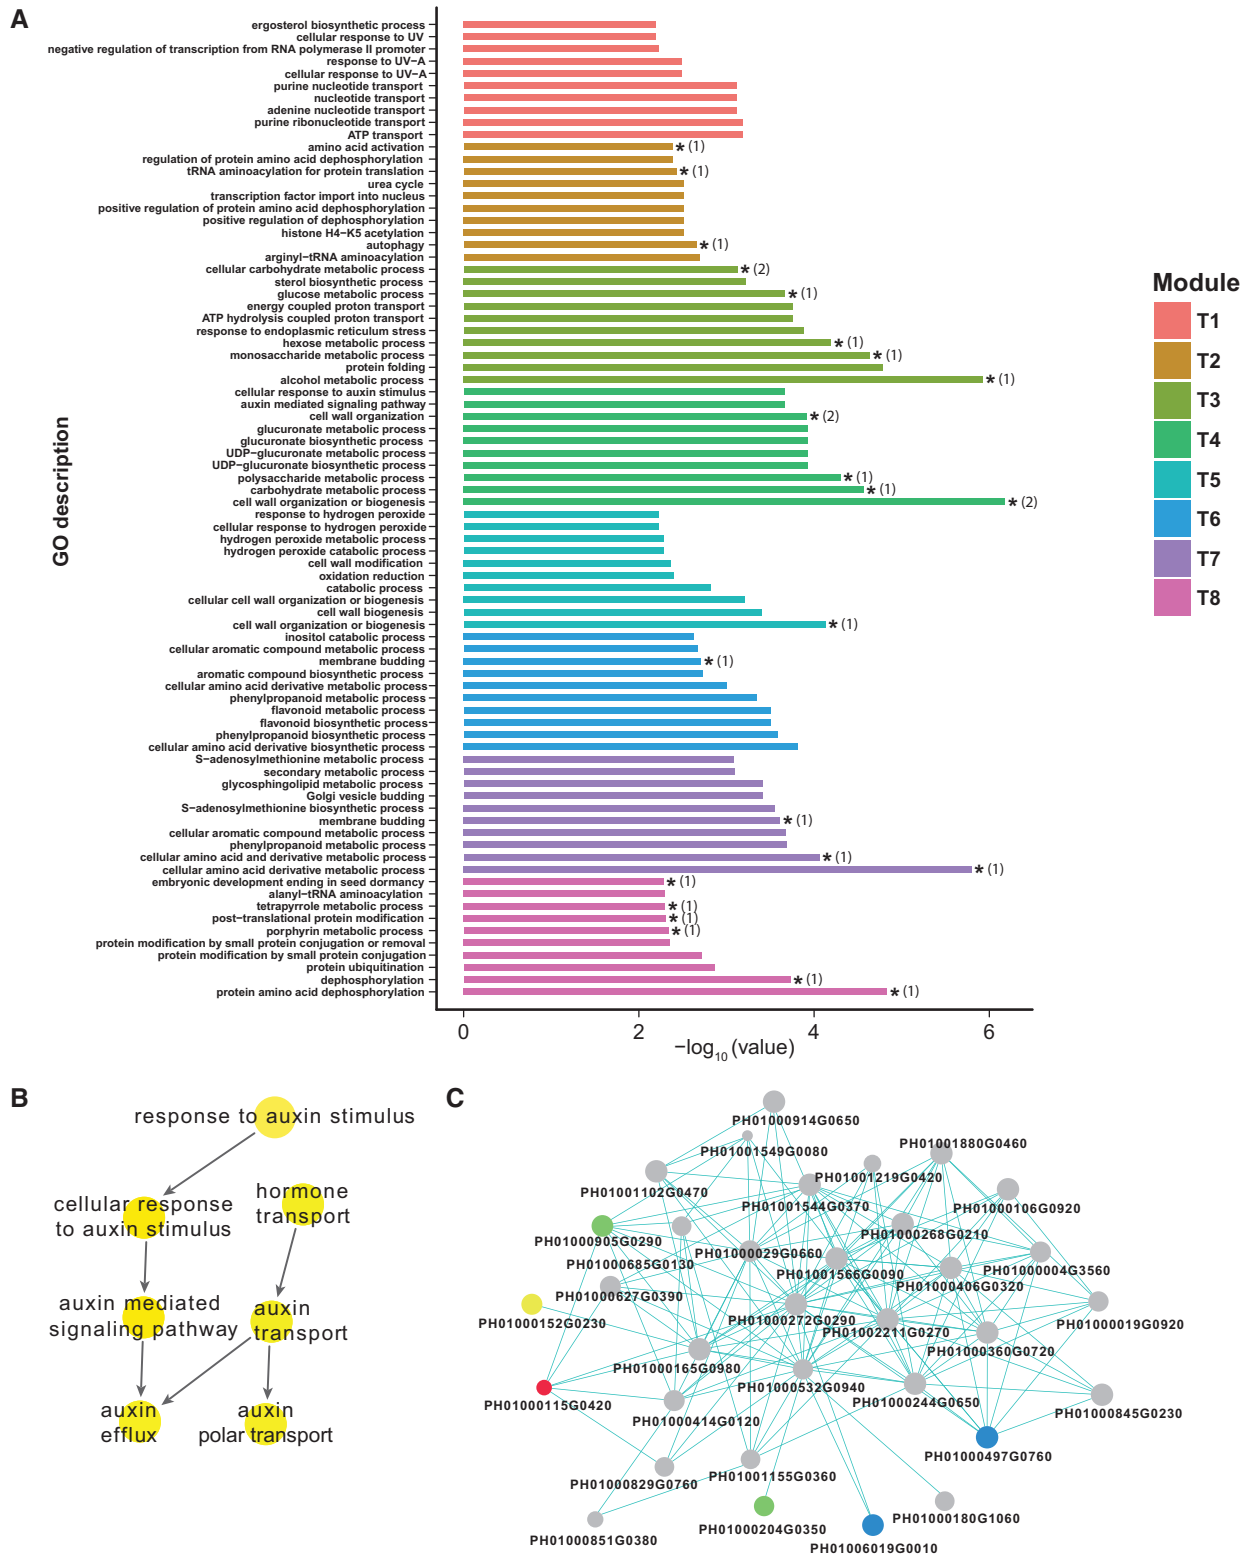 A
GO description
ergosterol biosynthetic process
cellular response to UV
negative regulation of transcription from RNA polymerase II promoter
response to UV−A
cellular response to UV−A
purine nucleotide transport
nucleotide transport
adenine nucleotide transport
purine ribonucleotide transport
ATP transport
amino acid activation * (1)
regulation of protein amino acid dephosphorylation
tRNA aminoacylation for protein translation * (1)
urea cycle
transcription factor import into nucleus
positive regulation of protein amino acid dephosphorylation
positive regulation of dephosphorylation
histone H4−K5 acetylation
autophagy * (1)
arginyl−tRNA aminoacylation
cellular carbohydrate metabolic process * (2)
sterol biosynthetic process
glucose metabolic process * (1)
energy coupled proton transport
ATP hydrolysis coupled proton transport
response to endoplasmic reticulum stress
hexose metabolic process * (1)
monosaccharide metabolic process * (1)
protein folding
alcohol metabolic process * (1)
cellular response to auxin stimulus
auxin mediated signaling pathway
cell wall organization * (2)
glucuronate metabolic process
glucuronate biosynthetic process
UDP−glucuronate metabolic process
UDP−glucuronate biosynthetic process
polysaccharide metabolic process * (1)
carbohydrate metabolic process * (1)
cell wall organization or biogenesis * (2)
response to hydrogen peroxide
cellular response to hydrogen peroxide
hydrogen peroxide metabolic process
hydrogen peroxide catabolic process
cell wall modification
oxidation reduction
catabolic process
cellular cell wall organization or biogenesis
cell wall biogenesis
cell wall organization or biogenesis * (1)
inositol catabolic process
cellular aromatic compound metabolic process
membrane budding * (1)
aromatic compound biosynthetic process
cellular amino acid derivative metabolic process
phenylpropanoid metabolic process
flavonoid metabolic process
flavonoid biosynthetic process
phenylpropanoid biosynthetic process
cellular amino acid derivative biosynthetic process
S−adenosylmethionine metabolic process
secondary metabolic process
glycosphingolipid metabolic process
Golgi vesicle budding
S−adenosylmethionine biosynthetic process
membrane budding * (1)
cellular aromatic compound metabolic process
phenylpropanoid metabolic process
cellular amino acid and derivative metabolic process * (1)
cellular amino acid derivative metabolic process * (1)
embryonic development ending in seed dormancy * (1)
alanyl−tRNA aminoacylation
tetrapyrrole metabolic process * (1)
post−translational protein modification * (1)
porphyrin metabolic process * (1)
protein modification by small protein conjugation or removal
protein modification by small protein conjugation
protein ubiquitination
dephosphorylation * (1)
protein amino acid dephosphorylation * (1)
0 2 4 6
−log10 (value)
Module
T1
T2
T3
T4
T5
T6
T7
T8
B
response to auxin stimulus
cellular response
to auxin stimulus
hormone
transport
auxin mediated
signaling pathway
auxin
transport
auxin
efflux
auxin
polar transport
C
PH01000914G0650
PH01001549G0080
PH01001880G0460
PH01001219G0420
PH01001102G0470
PH01001544G0370
PH01000106G0920
PH01000268G0210
PH01000905G0290
PH01000029G0660
PH01000685G0130
PH01001566G0090
PH01000004G3560
PH01000406G0320
PH01000627G0390
PH01000152G0230
PH01000272G0290
PH01002211G0270
PH01000019G0920
PH01000360G0720
PH01000165G0980
PH01000532G0940
PH01000115G0420
PH01000244G0650
PH01000414G0120
PH01000845G0230
PH01000497G0760
PH01001155G0360
PH01000829G0760
PH01000180G1060
PH01000204G0350
PH01000851G0380
PH01006019G0010